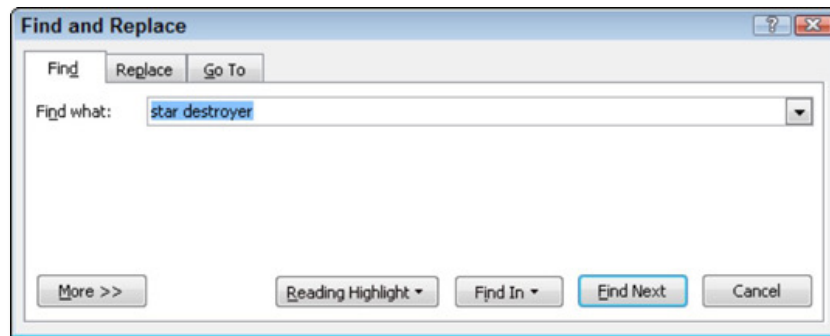 Find and Replace
Find Replace Go To
Find what: star destroyer
More >> Reading Highlight Find In Find Next Cancel